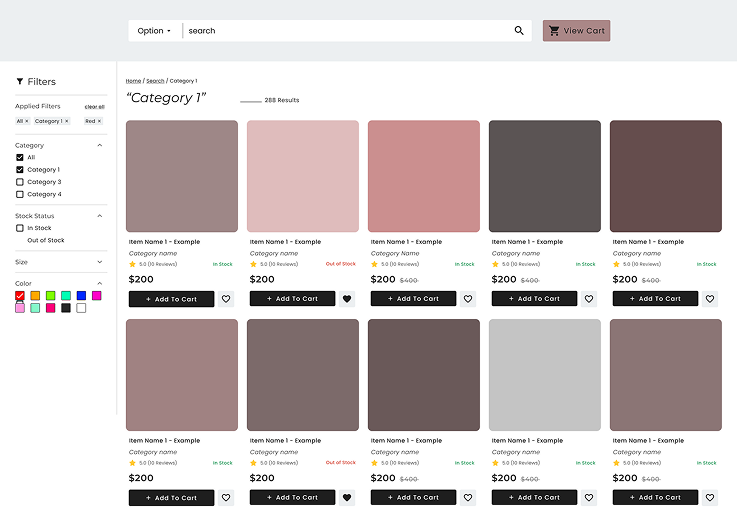 Option
search
View Cart
Filters
Applied Filters
clear all
All ×
Category 1 ×
Red ×
Category
All
Category 1
Category 3
Category 4
Stock Status
In Stock
Out of Stock
Size
Color
Home / Search / Category 1
“Category 1”
288 Results
Item Name 1 - Example
Category name
5.0 (10 Reviews)
In Stock
$200
+ Add To Cart
Item Name 1 - Example
Category name
5.0 (10 Reviews)
Out of Stock
$200
+ Add To Cart
Item Name 1 - Example
Category Name
5.0 (10 Reviews)
In Stock
$200 $400
+ Add To Cart
Item Name 1 - Example
Category name
5.0 (10 Reviews)
In Stock
$200 $400
+ Add To Cart
Item Name 1 - Example
Category name
5.0 (10 Reviews)
In Stock
$200 $400
+ Add To Cart
Item Name 1 - Example
Category name
5.0 (10 Reviews)
In Stock
$200
+ Add To Cart
Item Name 1 - Example
Category name
5.0 (10 Reviews)
Out of Stock
$200
+ Add To Cart
Item Name 1 - Example
Category name
5.0 (10 Reviews)
In Stock
$200 $400
+ Add To Cart
Item Name 1 - Example
Category name
5.0 (10 Reviews)
In Stock
$200 $400
+ Add To Cart
Item Name 1 - Example
Category name
5.0 (10 Reviews)
In Stock
$200 $400
+ Add To Cart